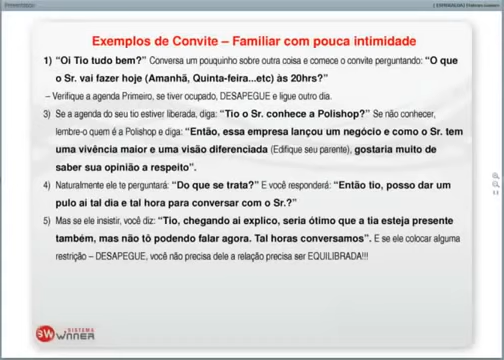 Apresentação
Exemplos de Convite – Familiar com pouca intimidade
1) “Oi Tio tudo bem?” Conversa um pouquinho sobre outra coisa e comece o convite perguntando: “O que
o Sr. vai fazer hoje (Amanhã, Quinta-feira...etc) às 20hrs?”
– Verifique a agenda Primeiro, se tiver ocupado, DESAPEGUE e ligue outro dia.
3) Se a agenda do seu tio estiver liberada, diga: “Tio o Sr. conhece a Polishop?” Se não conhecer,
lembre-o quem é a Polishop e diga: “Então, essa empresa lançou um negócio e como o Sr. tem
uma vivência maior e uma visão diferenciada (Edifique seu parente), gostaria muito de
saber sua opinião a respeito”.
4) Naturalmente ele te perguntará: “Do que se trata?” E você responderá: “Então tio, posso dar um
pulo ai tal dia e tal hora para conversar com o Sr.?”
5) Mas se ele insistir, você diz: “Tio, chegando ai explico, seria ótimo que a tia esteja presente
também, mas não tô podendo falar agora. Tal horas conversamos”. E se ele colocar alguma
restrição – DESAPEGUE, você não precisa dele a relação precisa ser EQUILIBRADA!!!
SISTEMA
WINNER